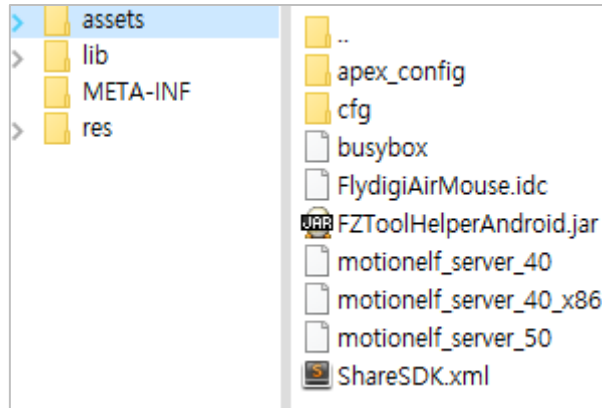 assets
lib
META-INF
res
..
apex_config
cfg
busybox
FlydigiAirMouse.idc
JAR
FZToolHelperAndroid.jar
motionelf_server_40
motionelf_server_40_x86
motionelf_server_50
S
ShareSDK.xml